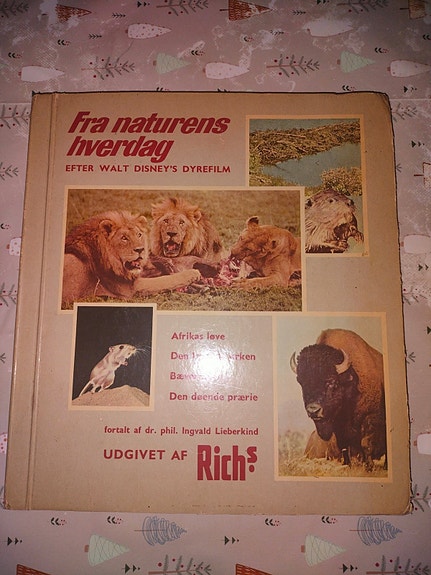 Fra naturens
hverdag
EFTER WALT DISNEY'S DYREFILM
Afrikas løve
Den
Den døende prærie
fortalt af dr. phil. Ingvald Lieberkind
UDGIVET AF Rich's